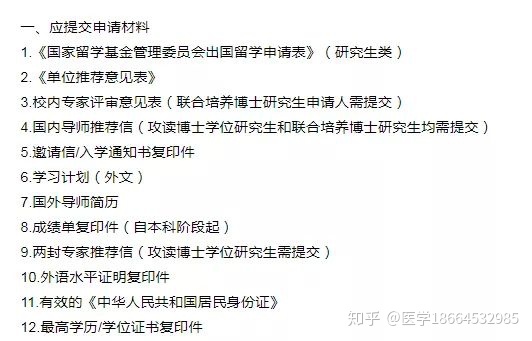 一、应提交申请材料
1.《国家留学基金管理委员会出国留学申请表》（研究生类）
2.《单位推荐意见表》
3.校内专家评审意见表（联合培养博士研究生申请人需提交）
4.国内导师推荐信（攻读博士学位研究生和联合培养博士研究生均需提交）
5.邀请信/入学通知书复印件
6.学习计划（外文）
7.国外导师简历
8.成绩单复印件（自本科阶段起）
9.两封专家推荐信（攻读博士学位研究生需提交）
10.外语水平证明复印件
11.有效的《中华人民共和国居民身份证》
12.最高学历/学位证书复印件
知乎 @医学18664532985